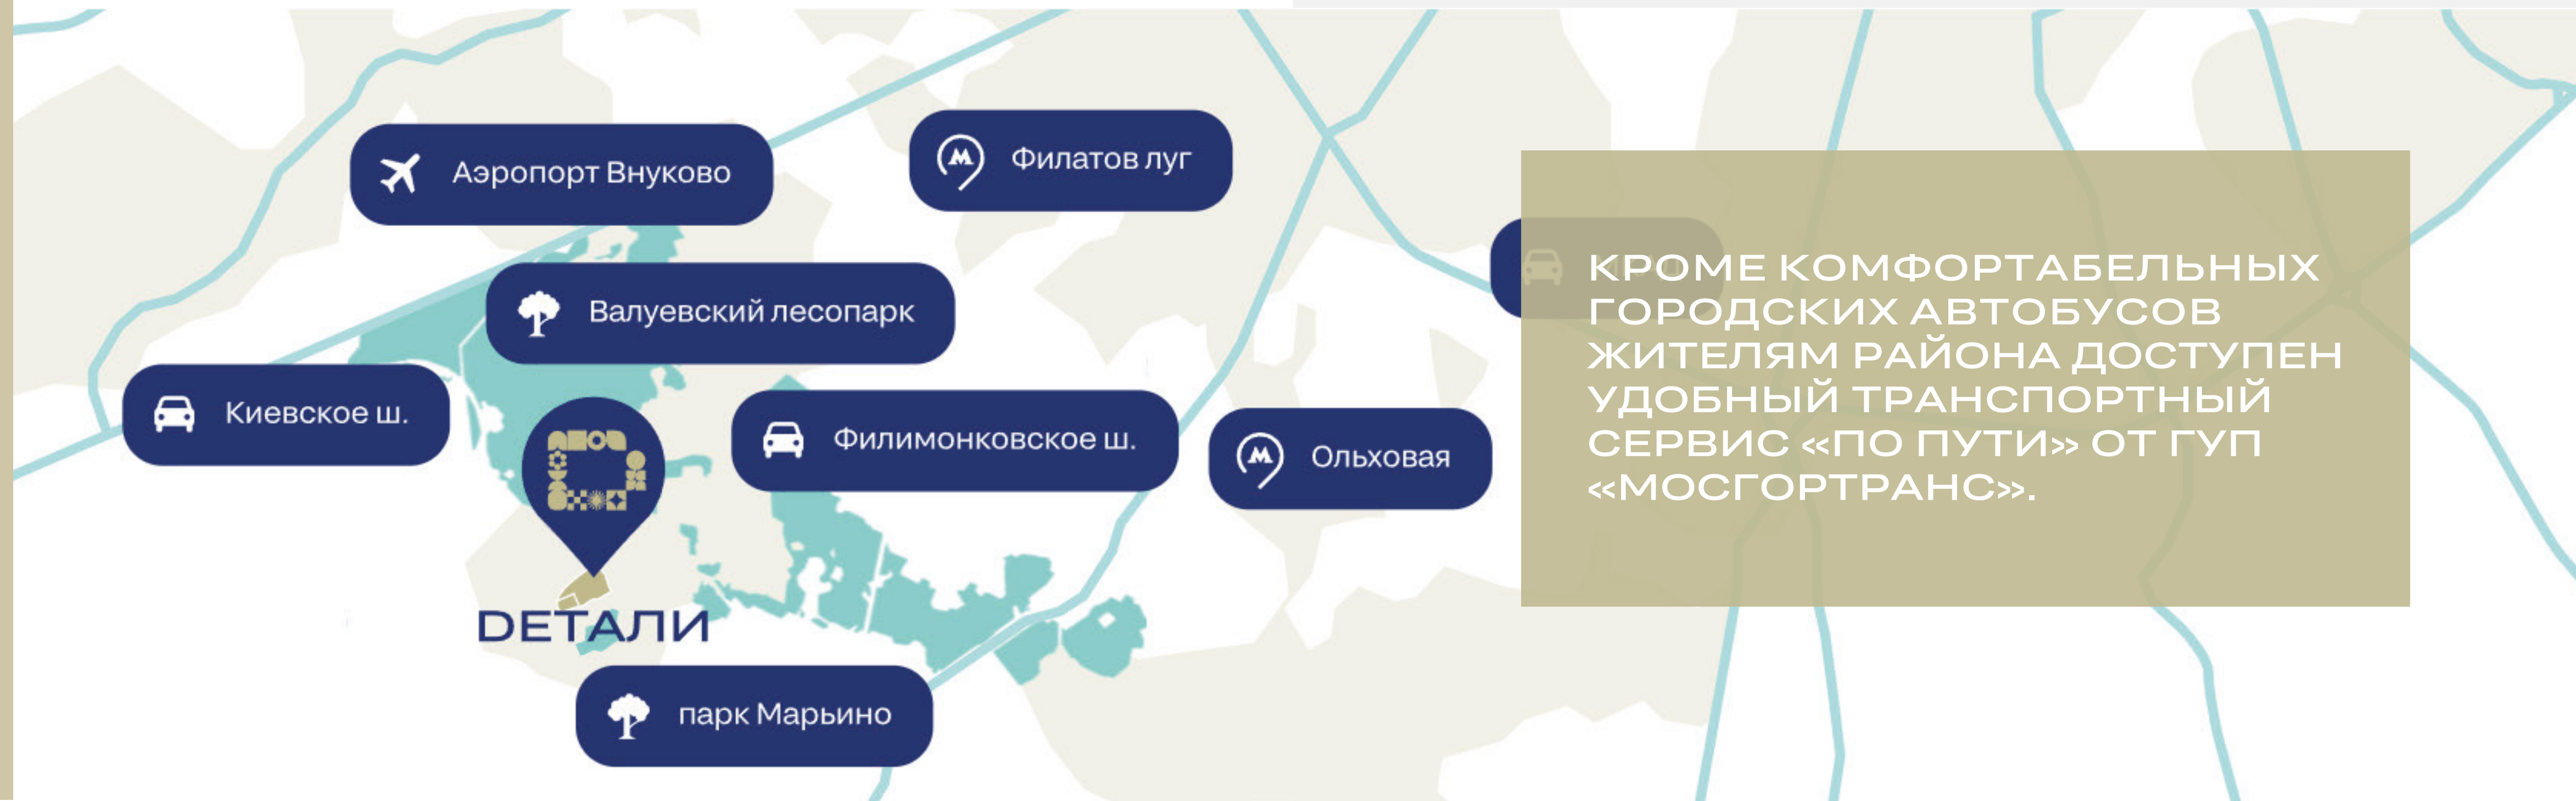 Аэропорт Внуково
Филатов луг
Валуевский лесопарк
Киевское ш.
Филимонковское ш.
Ольховая
DЕТАЛИ
парк Марьино
КРОМЕ КОМФОРТАБЕЛЬНЫХ
ГОРОДСКИХ АВТОБУСОВ
ЖИТЕЛЯМ РАЙОНА ДОСТУПЕН
УДОБНЫЙ ТРАНСПОРТНЫЙ
СЕРВИС «ПО ПУТИ» ОТ ГУП
«МОСГОРТРАНС».